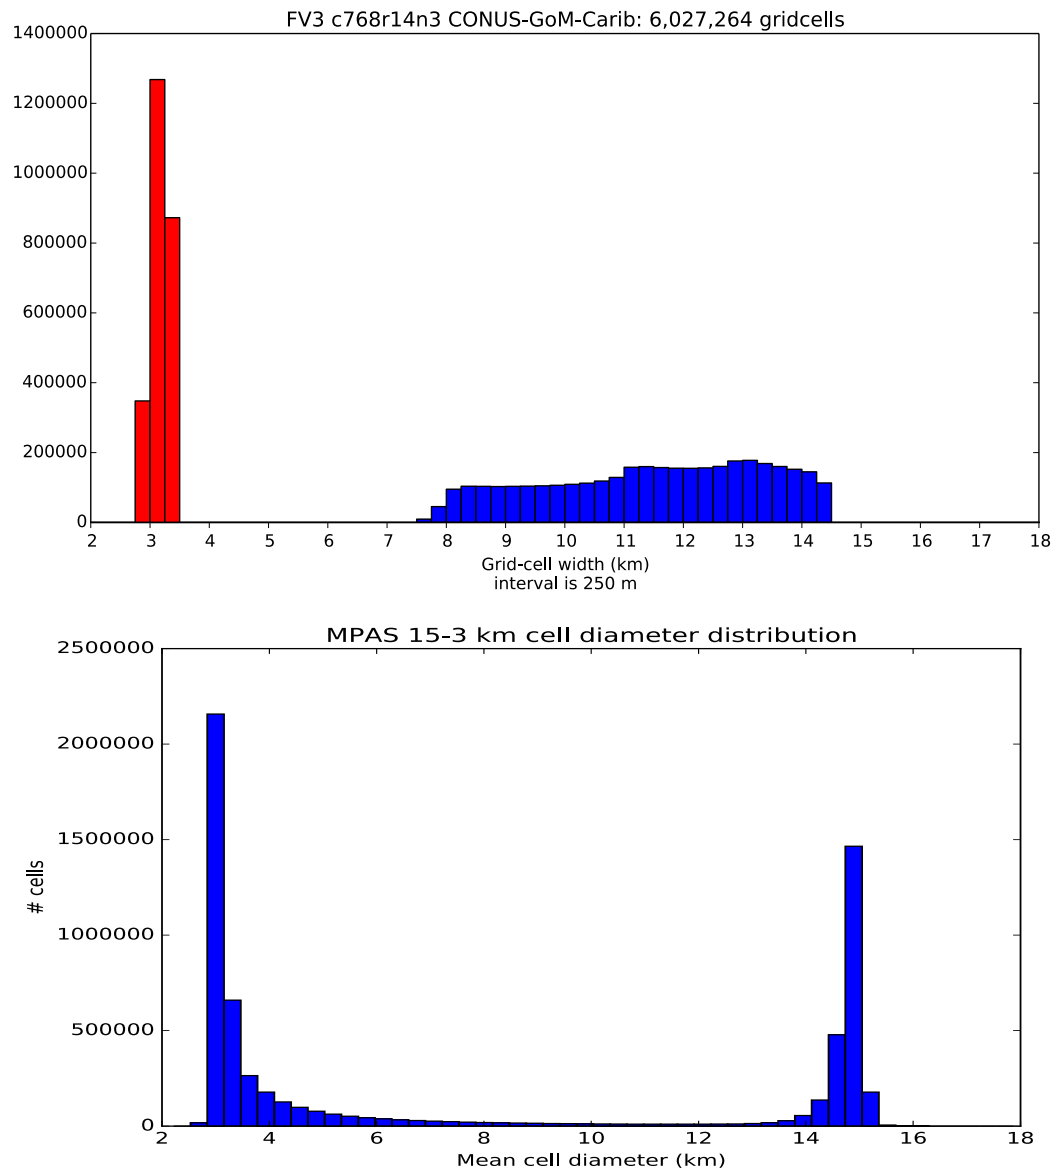 FV3 c768r14n3 CONUS-GoM-Carib: 6,027,264 gridcells
1400000
1200000
1000000
800000
600000
400000
200000
0
2 3 4 5 6 7 8 9 10 11 12 13 14 15 16 17 18
Grid-cell width (km)
interval is 250 m
MPAS 15-3 km cell diameter distribution
2500000
2000000
1500000
# cells
1000000
500000
0
2 4 6 8 10 12 14 16 18
Mean cell diameter (km)